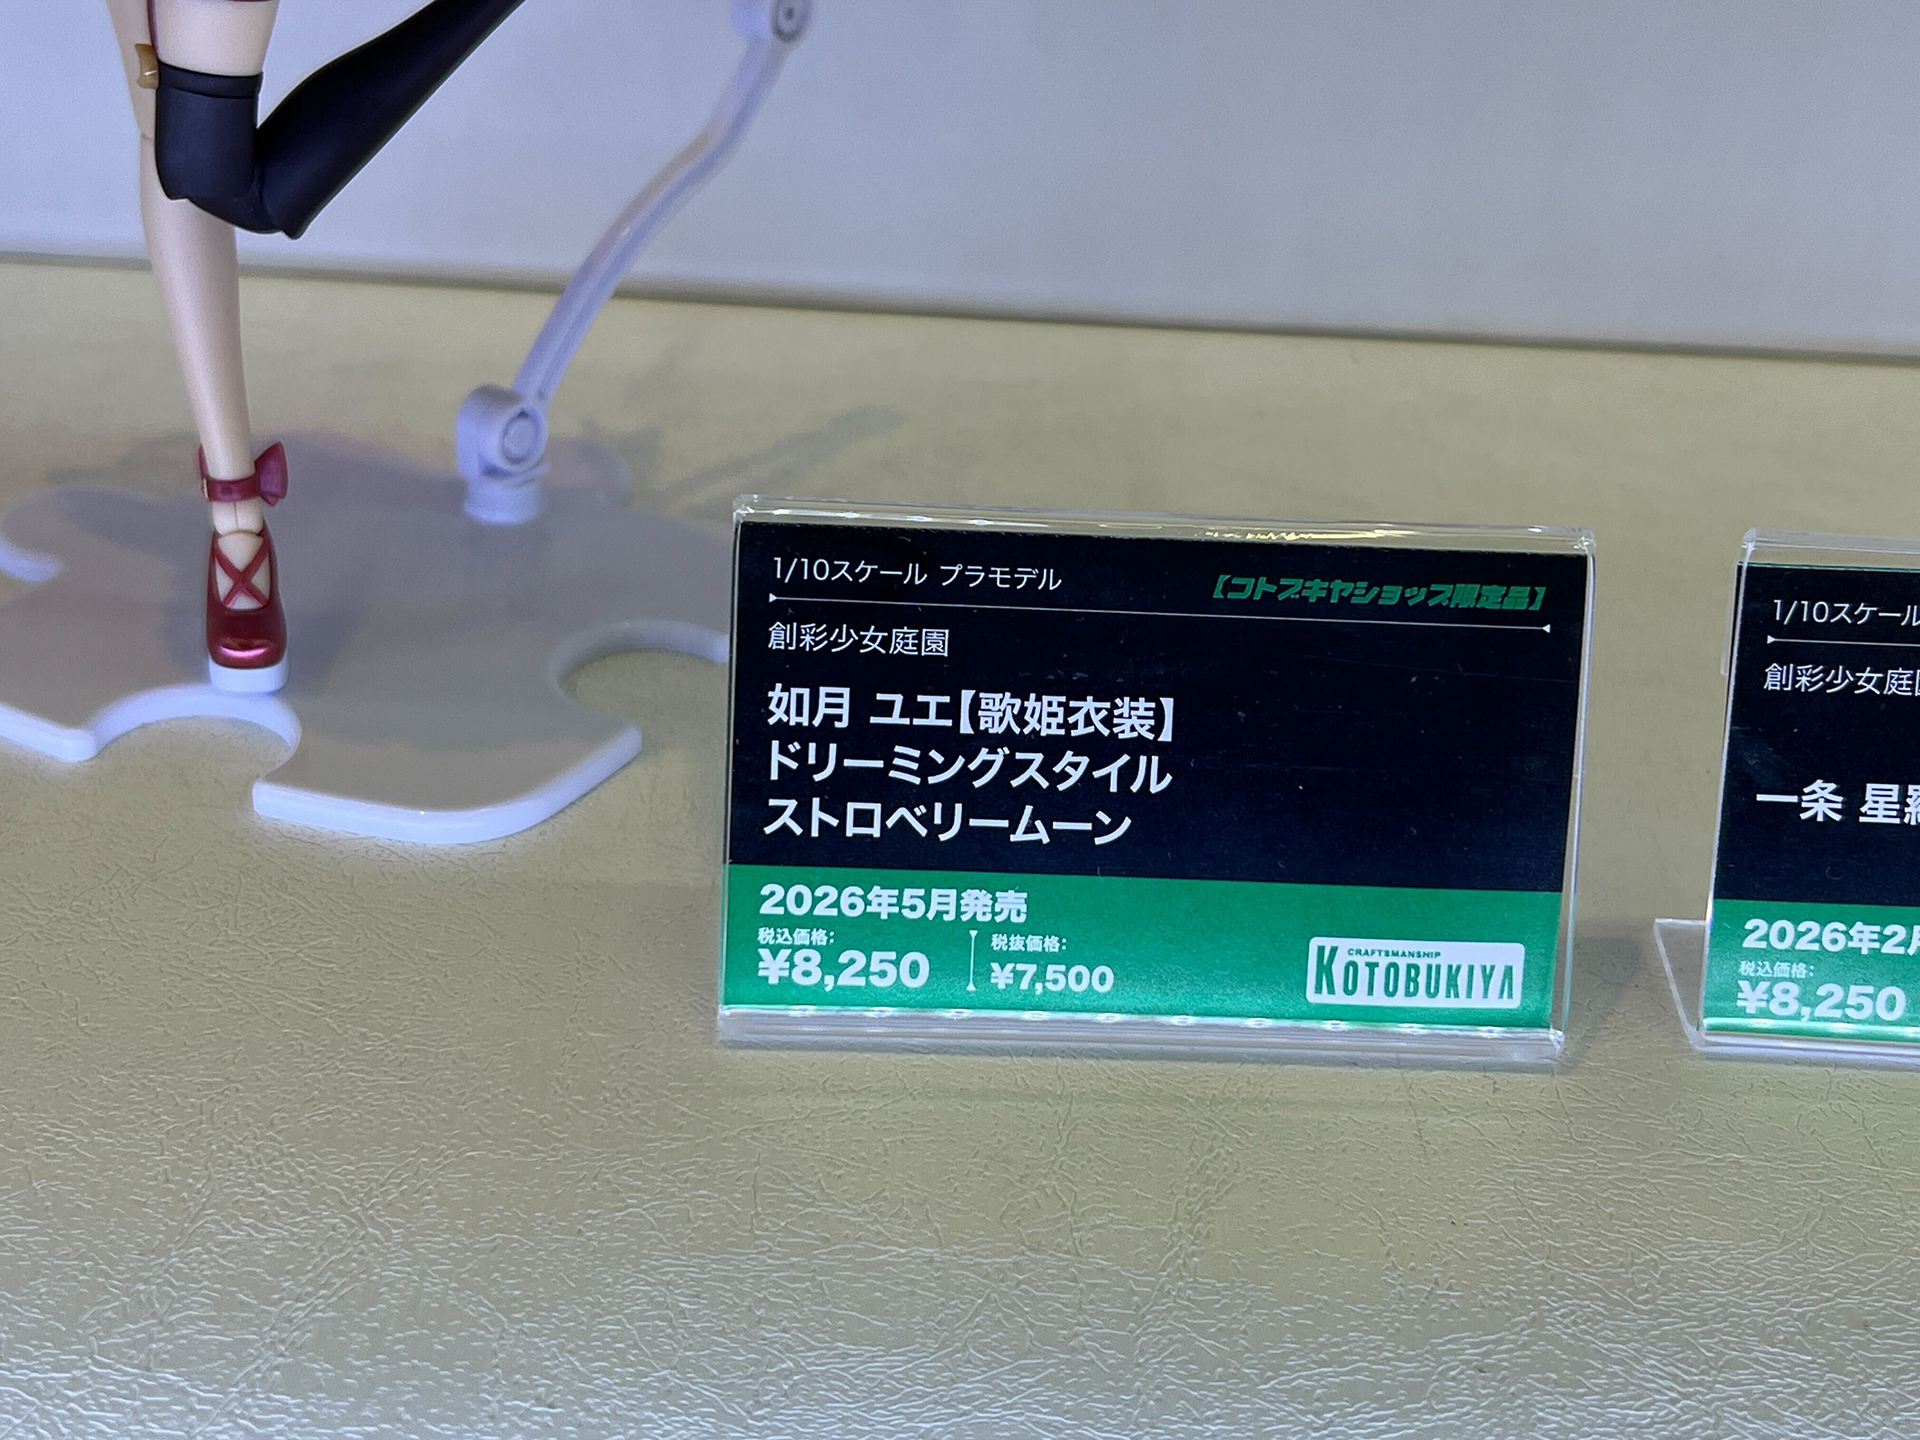 1/10スケール プラモデル
【コトブキヤショップ限定品】
創彩少女庭園
如月 ユエ【歌姫衣装】
ドリーミングスタイル
ストロベリームーン
2026年5月発売
税込価格:
¥8,250
税抜価格:
¥7,500
CRAFTSMANSHIP
KOTOBUKIYA
1/10スケール
創彩少女庭
一条 星
2026年2月
税込価格:
¥8,250